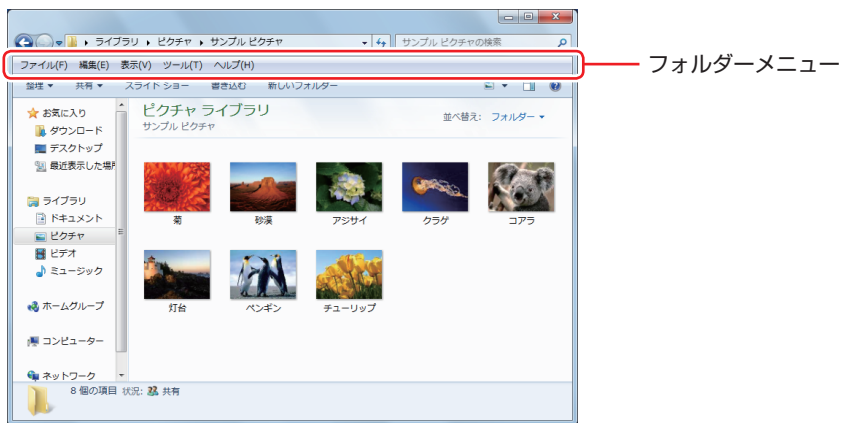 ライブラリ ▸ ピクチャ ▸ サンプル ピクチャ
サンプル ピクチャの検索
ファイル(F) 編集(E) 表示(V) ツール(T) ヘルプ(H)
フォルダーメニュー
整理 ▼ 共有 ▼ スライド ショー 書き込む 新しいフォルダー
お気に入り
ダウンロード
デスクトップ
最近表示した場所
ライブラリ
ドキュメント
ピクチャ
ビデオ
ミュージック
ホームグループ
コンピューター
ネットワーク
ピクチャ ライブラリ
サンプル ピクチャ
並べ替え: フォルダー ▼
菊 砂漠 アジサイ クラゲ コアラ
灯台 ペンギン チューリップ
8 個の項目 状況: 共有